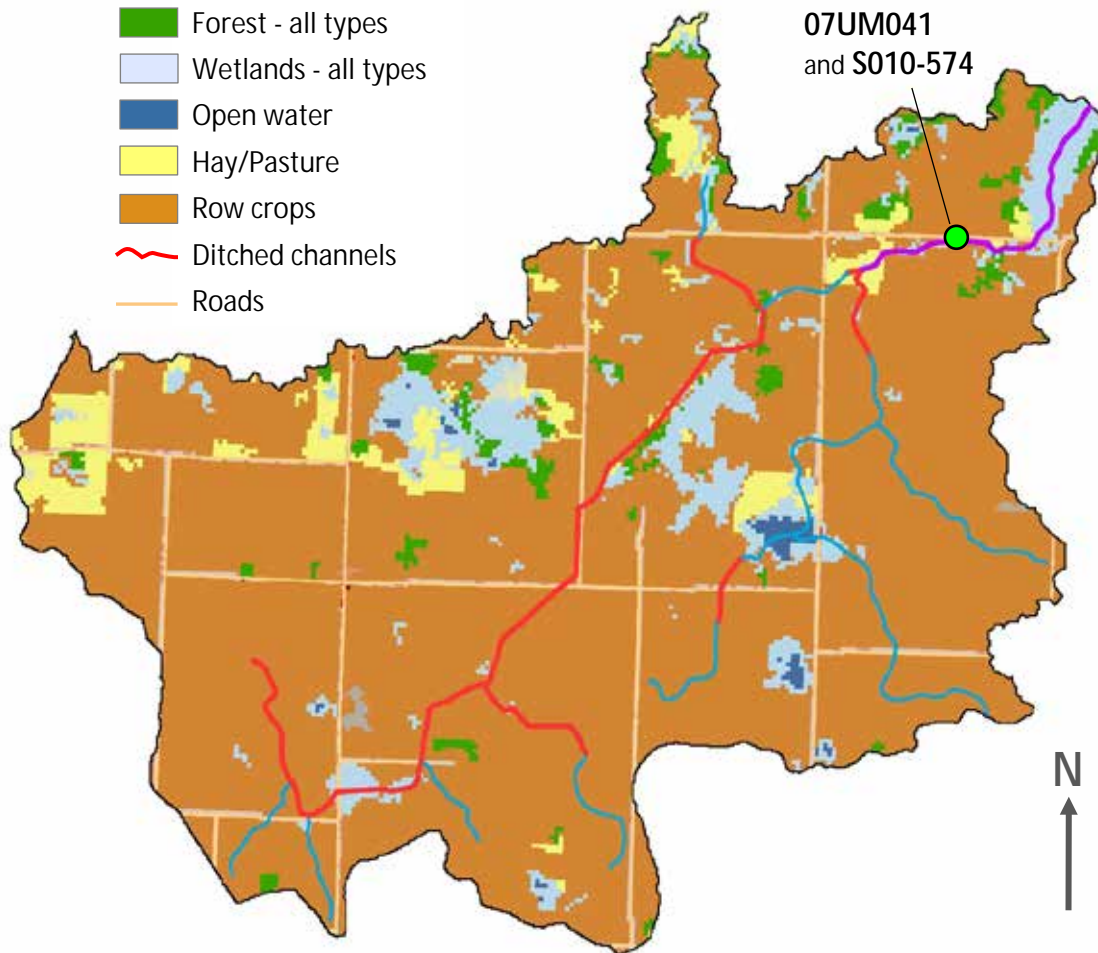 Forest - all types
Wetlands - all types
Open water
Hay/Pasture
Row crops
Ditched channels
Roads
07UM041
and S010-574
N